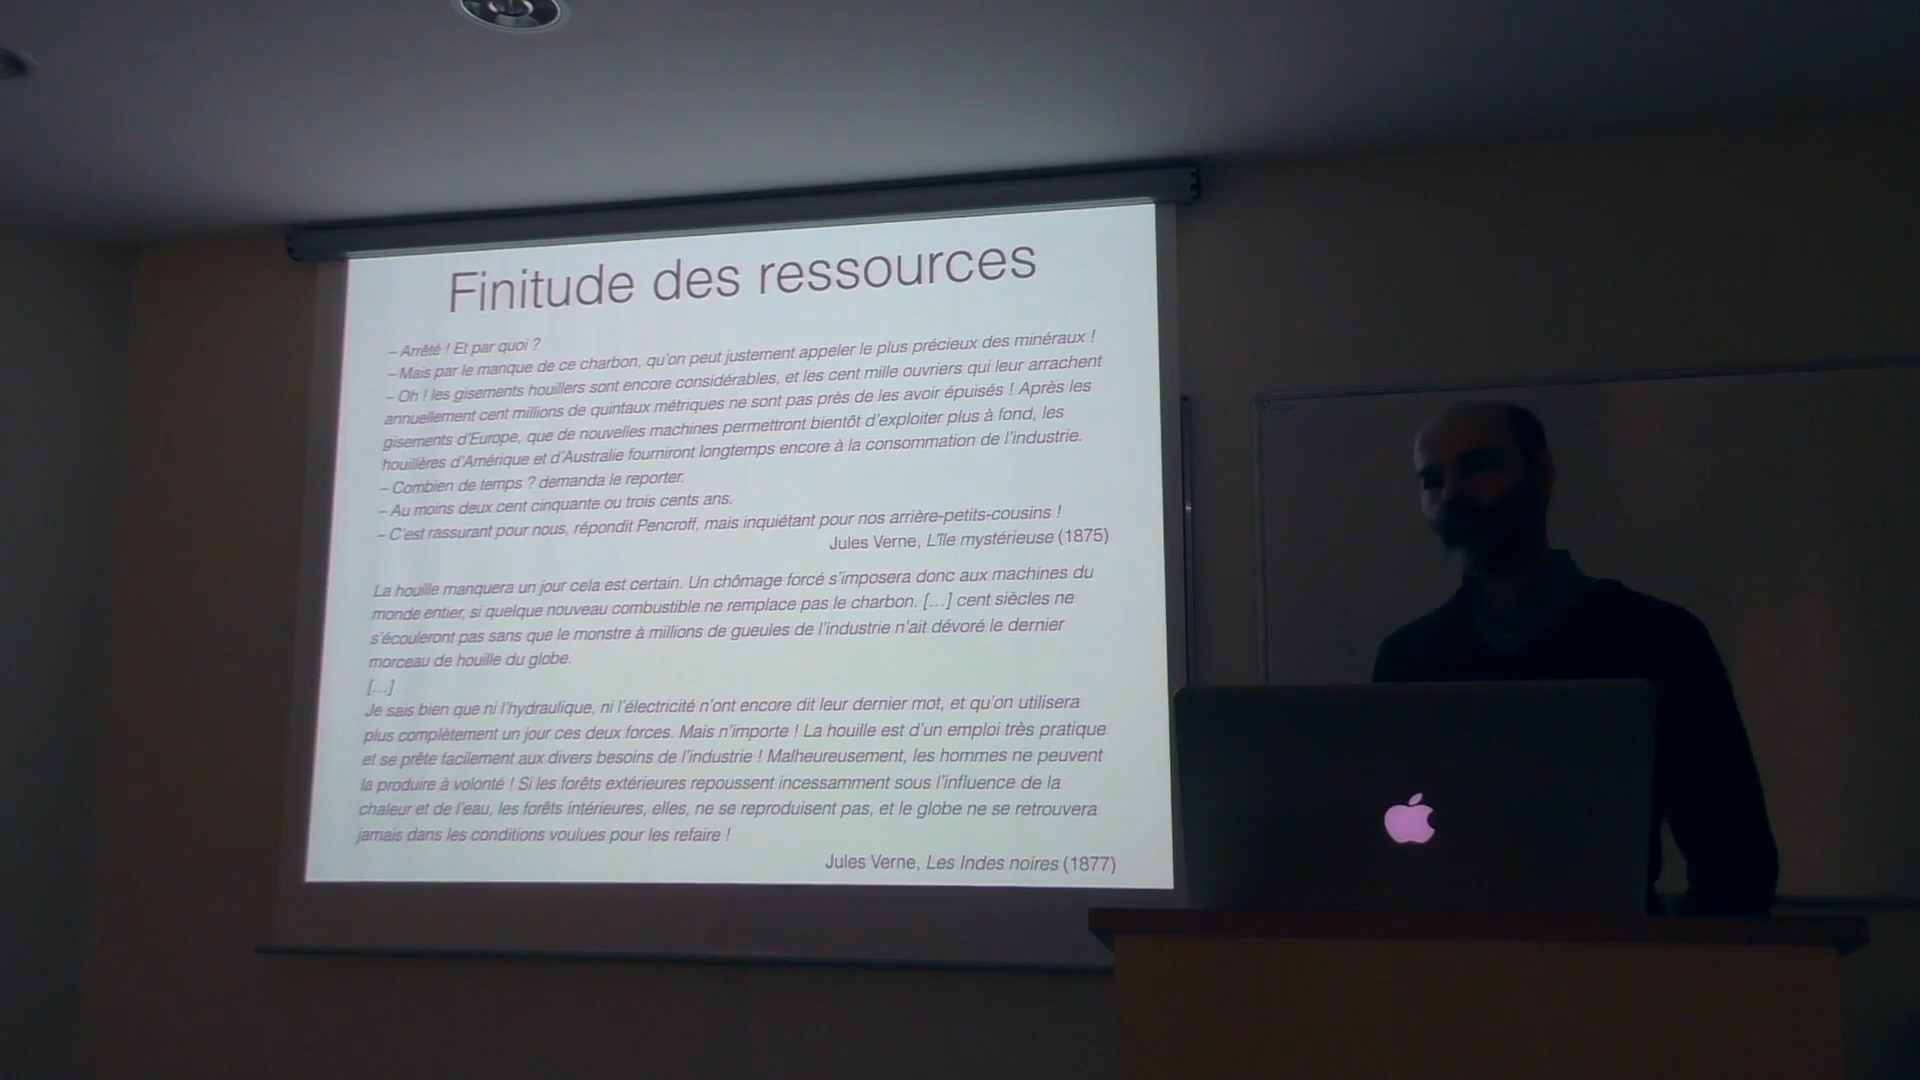 Finitude des ressources
– Arrêté ! Et par quoi ?
– Mais par le manque de ce charbon, qu'on peut justement appeler le plus précieux des minéraux !
– Oh ! les gisements houillers sont encore considérables, et les cent mille ouvriers qui leur arrachent
annuellement cent millions de quintaux métriques ne sont pas près de les avoir épuisés ! Après les
gisements d'Europe, que de nouvelles machines permettront bientôt d'exploiter plus à fond, les
houillères d'Amérique et d'Australie fourniront longtemps encore à la consommation de l'industrie.
– Combien de temps ? demanda le reporter.
– Au moins deux cent cinquante ou trois cents ans.
– C'est rassurant pour nous, répondit Pencroff, mais inquiétant pour nos arrière-petits-cousins !
Jules Verne, L'île mystérieuse (1875)
La houille manquera un jour cela est certain. Un chômage forcé s'imposera donc aux machines du
monde entier, si quelque nouveau combustible ne remplace pas le charbon. […] cent siècles ne
s'écouleront pas sans que le monstre à millions de gueules de l'industrie n'ait dévoré le dernier
morceau de houille du globe.
[…]
Je sais bien que ni l'hydraulique, ni l'électricité n'ont encore dit leur dernier mot, et qu'on utilisera
plus complètement un jour ces deux forces. Mais n'importe ! La houille est d'un emploi très pratique
et se prête facilement aux divers besoins de l'industrie ! Malheureusement, les hommes ne peuvent
la produire à volonté ! Si les forêts extérieures repoussent incessamment sous l'influence de la
chaleur et de l'eau, les forêts intérieures, elles, ne se reproduisent pas, et le globe ne se retrouvera
jamais dans les conditions voulues pour les refaire !
Jules Verne, Les Indes noires (1877)